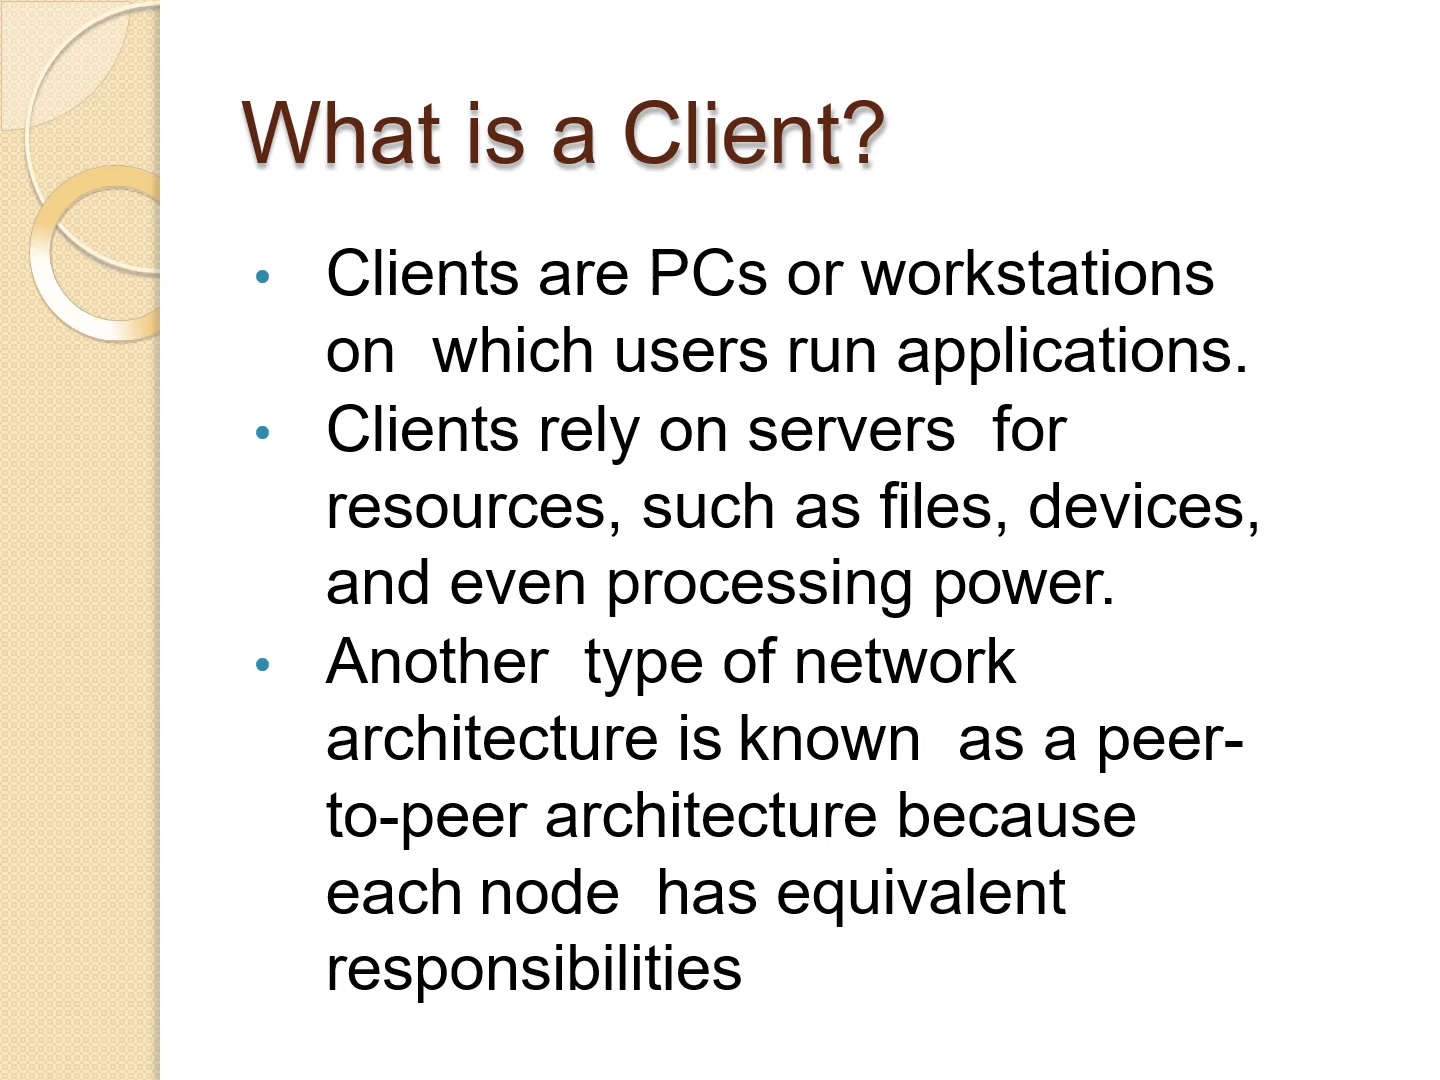 What is a Client?
• Clients are PCs or workstations
on  which users run applications.
• Clients rely on servers  for
resources, such as files, devices,
and even processing power.
• Another  type of network
architecture is known  as a peer-
to-peer architecture because
each node  has equivalent
responsibilities